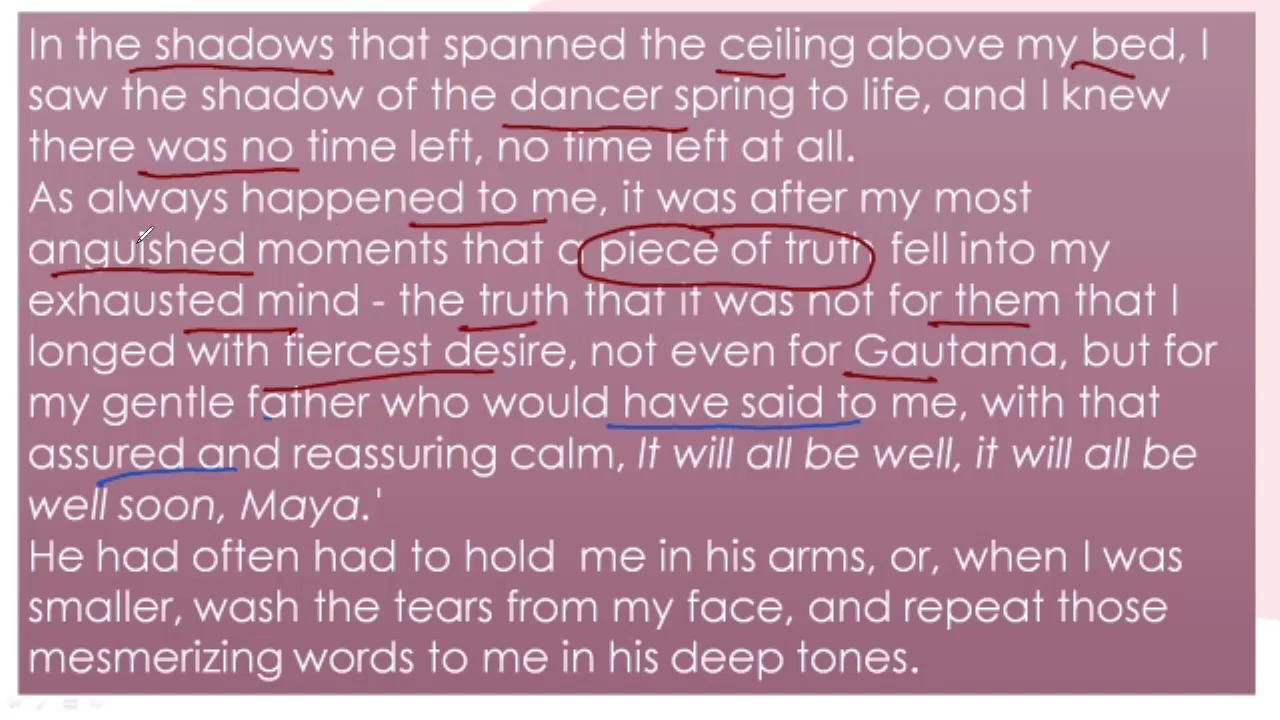 In the shadows that spanned the ceiling above my bed, I
saw the shadow of the dancer spring to life, and I knew
there was no time left, no time left at all.
As always happened to me, it was after my most
anguished moments that a piece of truth fell into my
exhausted mind - the truth that it was not for them that I
longed with fiercest desire, not even for Gautama, but for
my gentle father who would have said to me, with that
assured and reassuring calm, It will all be well, it will all be
well soon, Maya.'
He had often had to hold  me in his arms, or, when I was
smaller, wash the tears from my face, and repeat those
mesmerizing words to me in his deep tones.